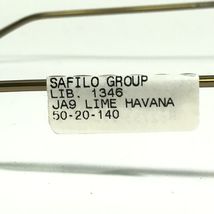 SAFILO GROUP
LIB. 1346
JA9 LIME HAVANA
50-20-140